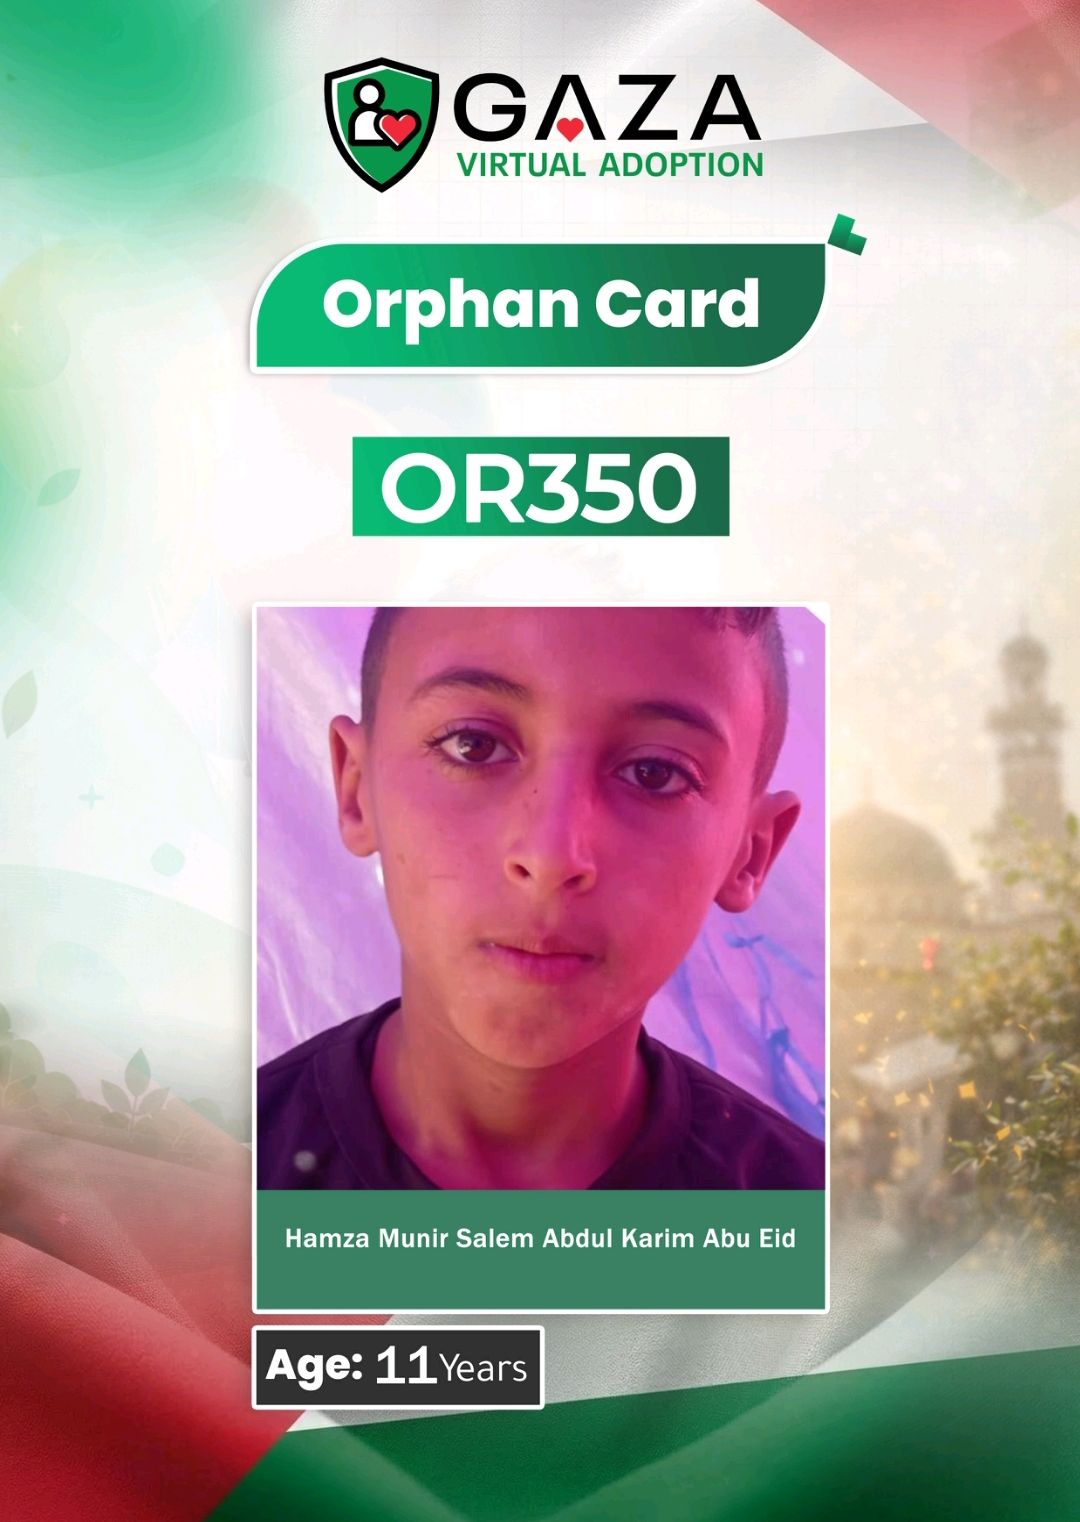 GAZA
VIRTUAL ADOPTION
Orphan Card
OR350
Hamza Munir Salem Abdul Karim Abu Eid
Age: 11 Years